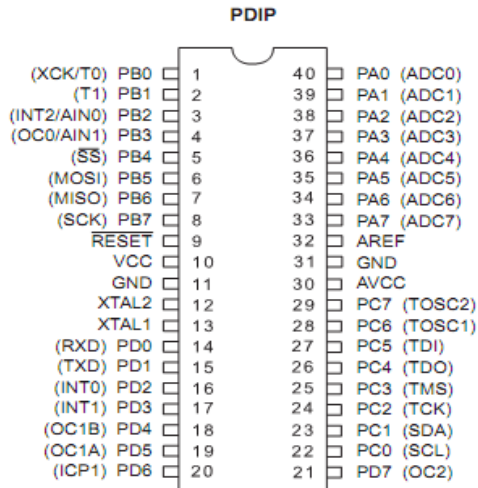 PDIP
(XCK/T0) PB0 1 40 PA0 (ADC0)
(T1) PB1 2 39 PA1 (ADC1)
(INT2/AIN0) PB2 3 38 PA2 (ADC2)
(OC0/AIN1) PB3 4 37 PA3 (ADC3)
(SS) PB4 5 36 PA4 (ADC4)
(MOSI) PB5 6 35 PA5 (ADC5)
(MISO) PB6 7 34 PA6 (ADC6)
(SCK) PB7 8 33 PA7 (ADC7)
RESET 9 32 AREF
VCC 10 31 GND
GND 11 30 AVCC
XTAL2 12 29 PC7 (TOSC2)
XTAL1 13 28 PC6 (TOSC1)
(RXD) PD0 14 27 PC5 (TDI)
(TXD) PD1 15 26 PC4 (TDO)
(INT0) PD2 16 25 PC3 (TMS)
(INT1) PD3 17 24 PC2 (TCK)
(OC1B) PD4 18 23 PC1 (SDA)
(OC1A) PD5 19 22 PC0 (SCL)
(ICP1) PD6 20 21 PD7 (OC2)